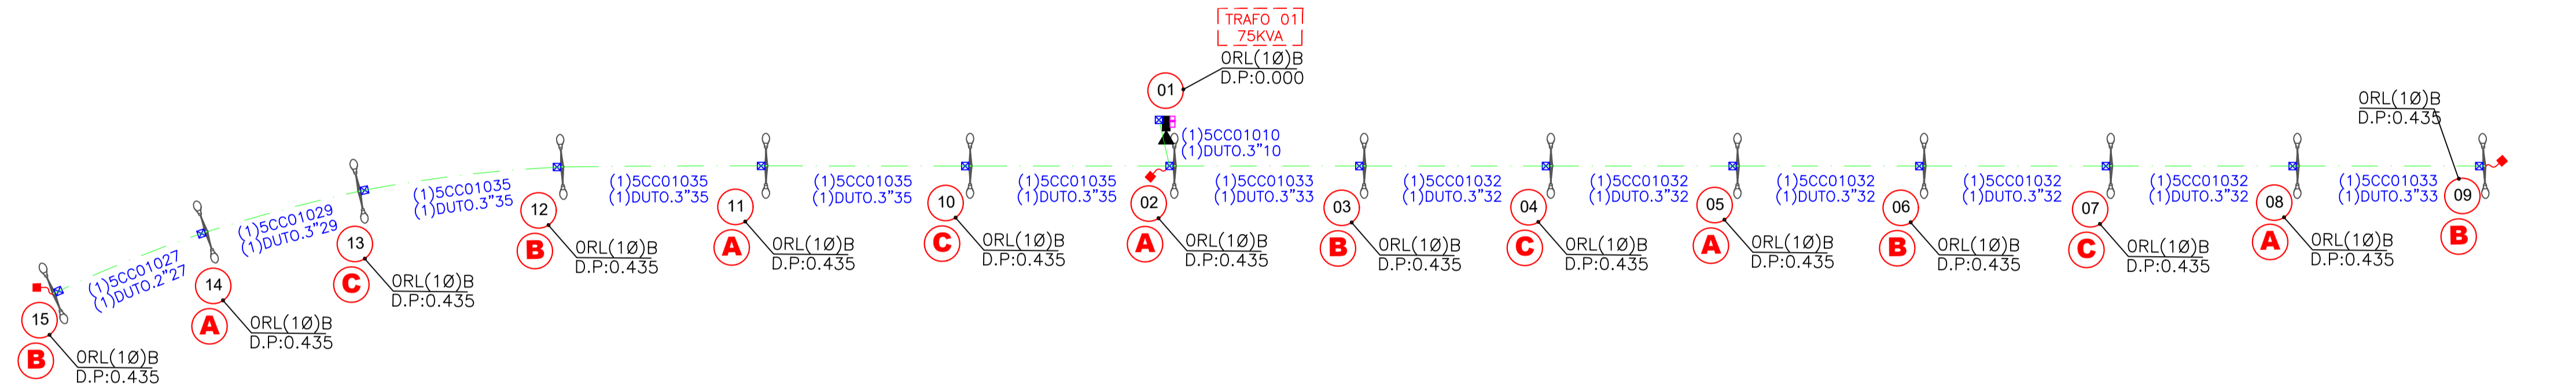 TRAFO 01
75KVA
0RL(1Ø)B
D.P:0.000
01
(1)5CC01010
(1)DUTO.3"10
0RL(1Ø)B
D.P:0.435
15
B
0RL(1Ø)B
D.P:0.435
(1)5CC01027
(1)DUTO.2"27
14
A
0RL(1Ø)B
D.P:0.435
(1)5CC01029
(1)DUTO.3"29
13
C
0RL(1Ø)B
D.P:0.435
(1)5CC01035
(1)DUTO.3"35
12
B
0RL(1Ø)B
D.P:0.435
(1)5CC01035
(1)DUTO.3"35
11
A
0RL(1Ø)B
D.P:0.435
(1)5CC01035
(1)DUTO.3"35
10
C
0RL(1Ø)B
D.P:0.435
(1)5CC01035
(1)DUTO.3"35
02
A
0RL(1Ø)B
D.P:0.435
(1)5CC01033
(1)DUTO.3"33
03
B
0RL(1Ø)B
D.P:0.435
(1)5CC01032
(1)DUTO.3"32
04
C
0RL(1Ø)B
D.P:0.435
(1)5CC01032
(1)DUTO.3"32
05
A
0RL(1Ø)B
D.P:0.435
(1)5CC01032
(1)DUTO.3"32
06
B
0RL(1Ø)B
D.P:0.435
(1)5CC01032
(1)DUTO.3"32
07
C
0RL(1Ø)B
D.P:0.435
(1)5CC01032
(1)DUTO.3"32
08
A
0RL(1Ø)B
D.P:0.435
(1)5CC01033
(1)DUTO.3"33
09
B